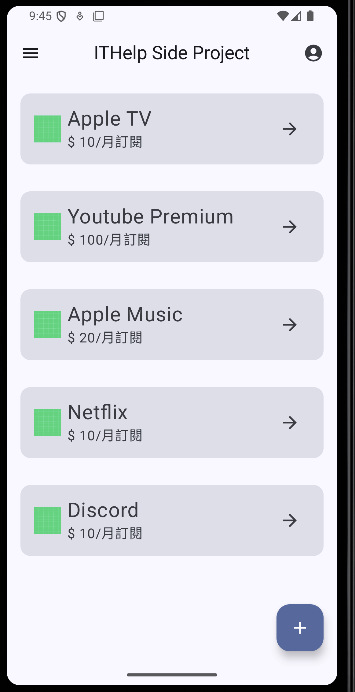 9:45
ITHelp Side Project
Apple TV
$ 10/月訂閱
Youtube Premium
$ 100/月訂閱
Apple Music
$ 20/月訂閱
Netflix
$ 10/月訂閱
Discord
$ 10/月訂閱